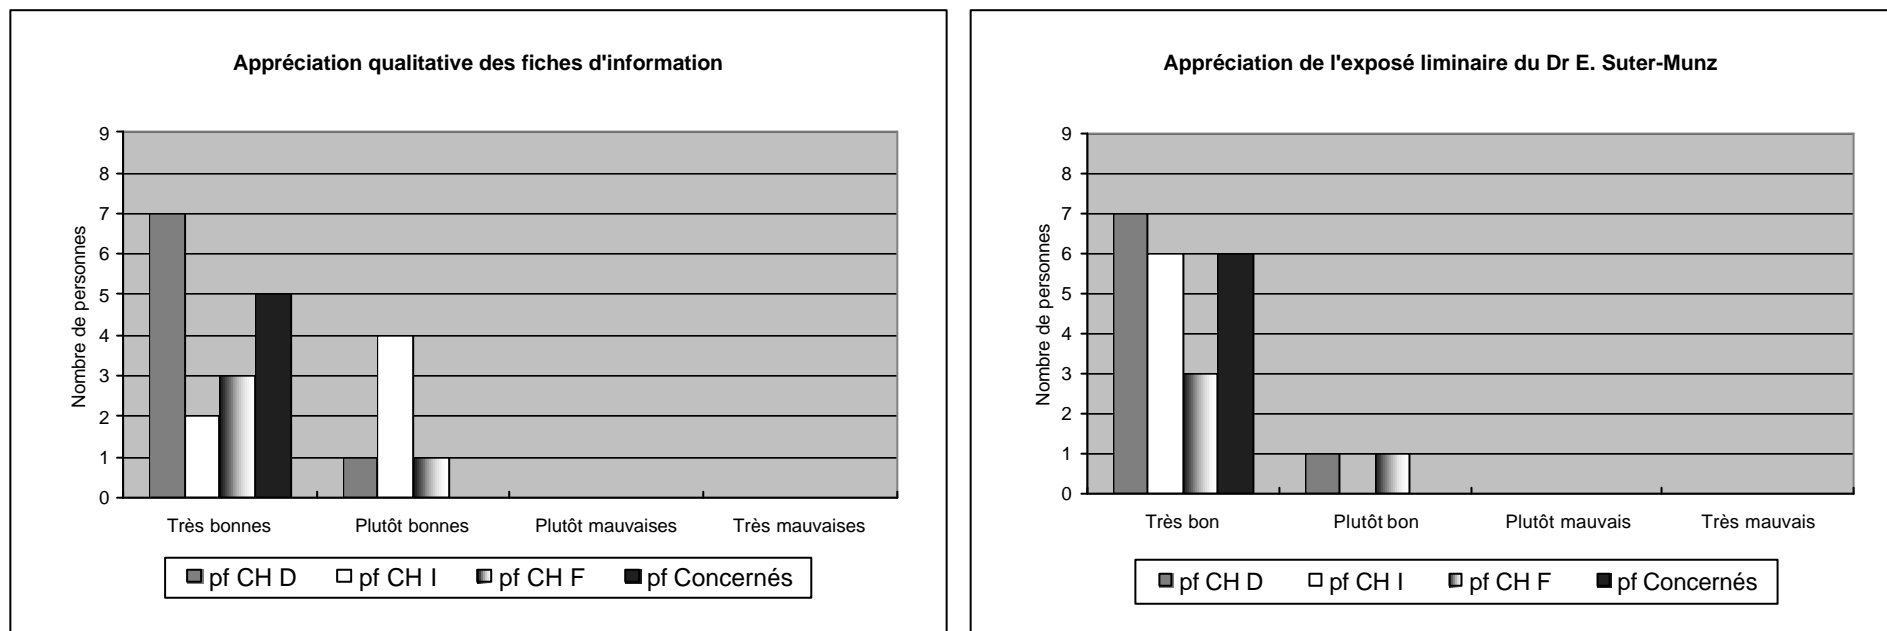 Appréciation qualitative des fiches d'information
Nombre de personnes
9
8
7
6
5
4
3
2
1
0
Très bonnes Plutôt bonnes Plutôt mauvaises Très mauvaises
pf CH D pf CH I pf CH F pf Concernés
Appréciation de l'exposé liminaire du Dr E. Suter-Munz
Nombre de personnes
9
8
7
6
5
4
3
2
1
0
Très bon Plutôt bon Plutôt mauvais Très mauvais
pf CH D pf CH I pf CH F pf Concernés